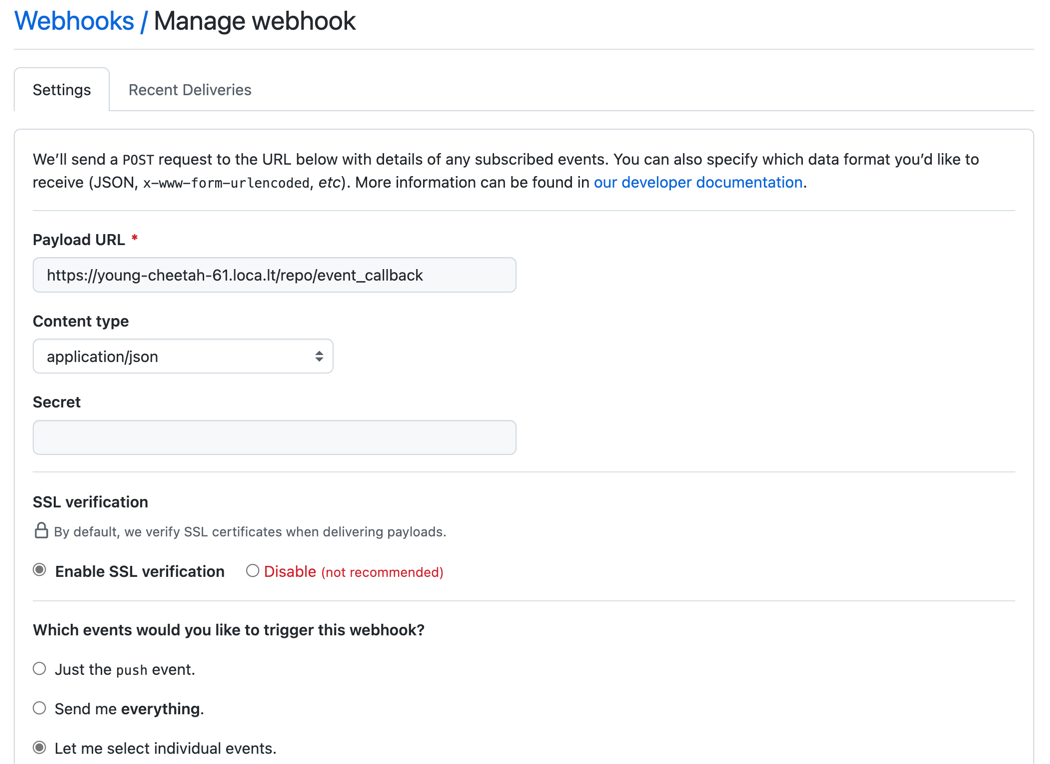 Webhooks / Manage webhook
Settings
Recent Deliveries
We’ll send a POST request to the URL below with details of any subscribed events. You can also specify which data format you’d like to
receive (JSON, x-www-form-urlencoded, etc). More information can be found in our developer documentation.
Payload URL *
https://young-cheetah-61.loca.lt/repo/event_callback
Content type
application/json
Secret
SSL verification
By default, we verify SSL certificates when delivering payloads.
Enable SSL verification
Disable (not recommended)
Which events would you like to trigger this webhook?
Just the push event.
Send me everything.
Let me select individual events.